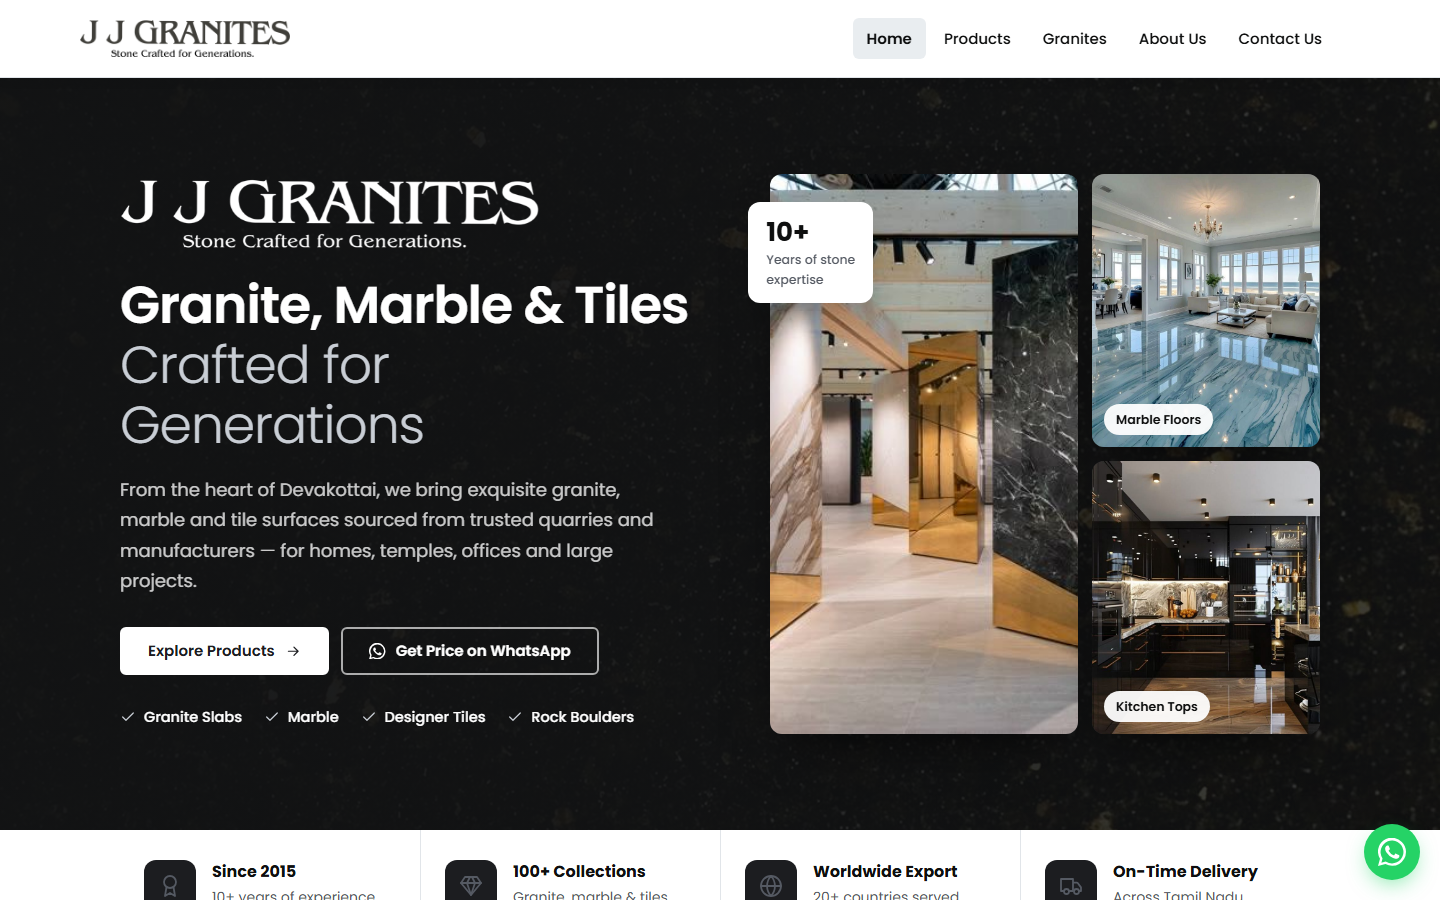 J J GRANITES
Stone Crafted for Generations.
Home
Products
Granites
About Us
Contact Us
J J GRANITES
Stone Crafted for Generations.
Granite, Marble & Tiles
Crafted for
Generations
From the heart of Devakottai, we bring exquisite granite,
marble and tile surfaces sourced from trusted quarries and
manufacturers — for homes, temples, offices and large
projects.
Explore Products
Get Price on WhatsApp
Granite Slabs
Marble
Designer Tiles
Rock Boulders
10+
Years of stone
expertise
Marble Floors
Kitchen Tops
Since 2015
10+ years of experience
100+ Collections
Granite, marble & tiles
Worldwide Export
20+ countries served
On-Time Delivery
Across Tamil Nadu